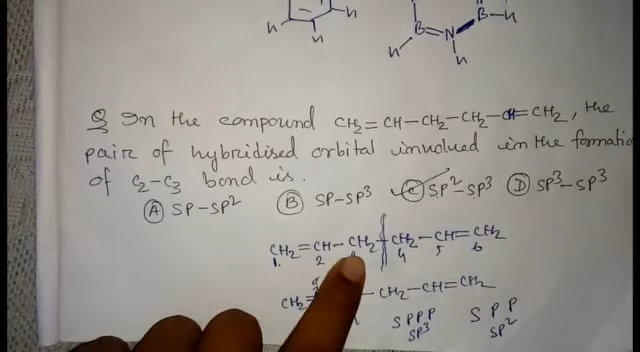 H H H
B=N B-H
H H
Q In the compound CH2=CH-CH2-CH2-CH=CH2, the
pair of hybridised orbital involved in the formatio
of C2-C3 bond is.
A SP-SP2 B SP-SP3 C SP2-SP3 D SP3-SP3
CH2=CH-CH2-CH2-CH=CH2
1. 2 4 5 6
CH2= -CH2-CH=CH2
S P P P S P P
SP3 SP2